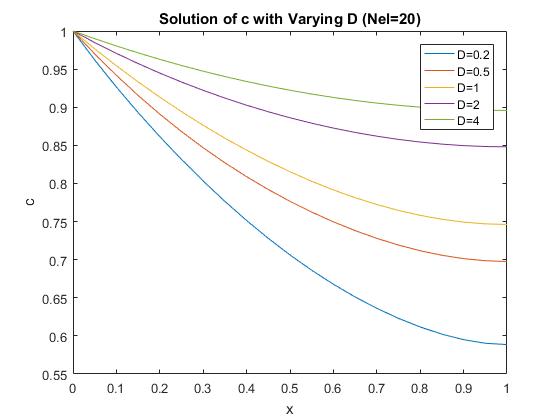 Solution of c with Varying D (Nel=20)
1
0.95
0.9
0.85
0.8
0.75
0.7
0.65
0.6
0.55
c
D=0.2
D=0.5
D=1
D=2
D=4
0 0.1 0.2 0.3 0.4 0.5 0.6 0.7 0.8 0.9 1
x